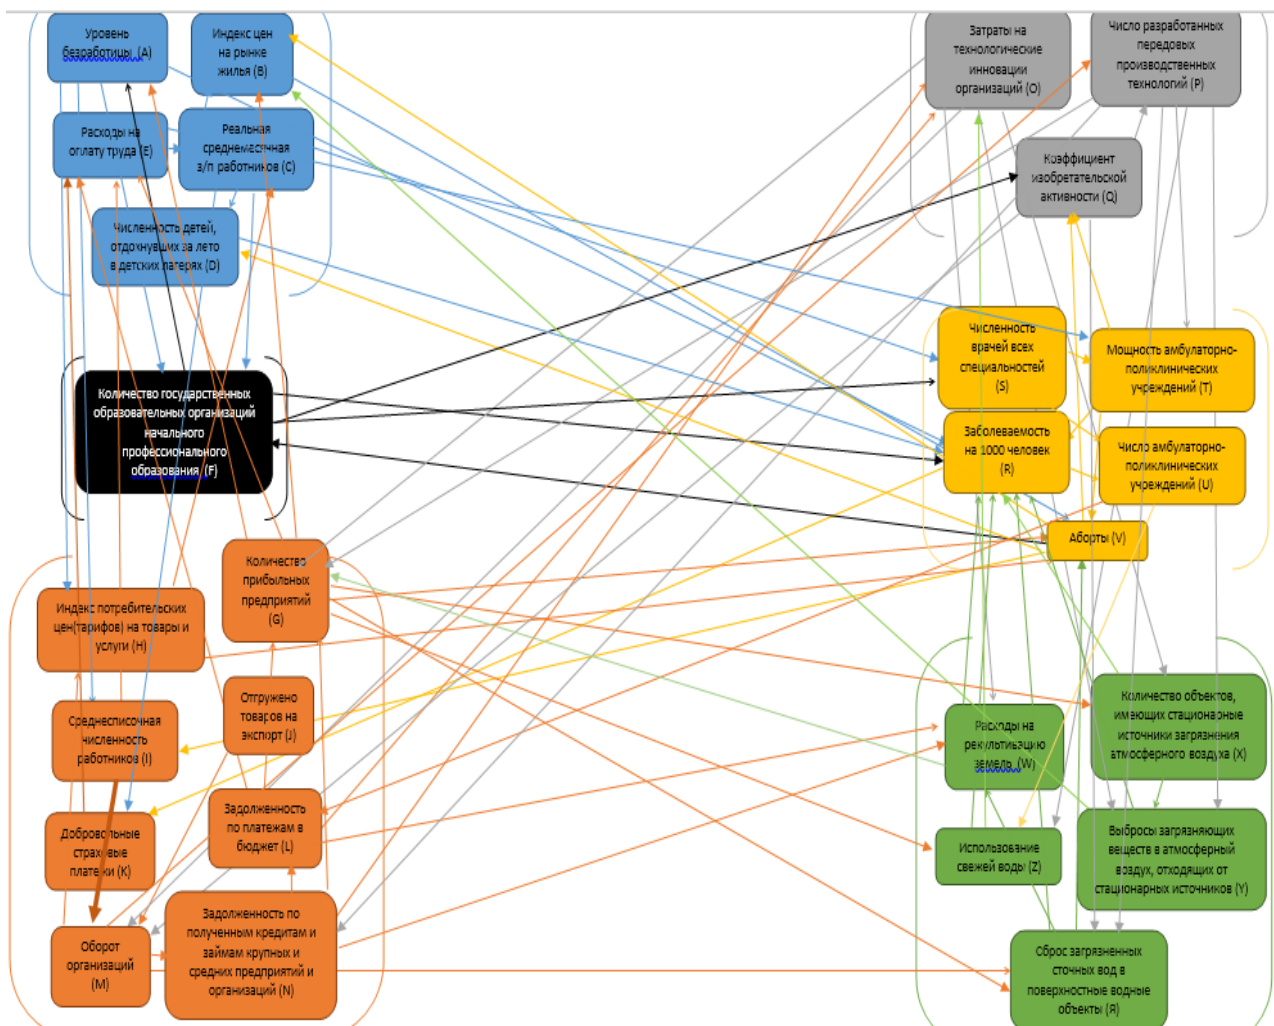 Уровень
безработицы (A)
Индекс цен
на рынке
жилья (B)
Расходы на
оплату труда (E)
Реальная
среднемесячная
з/п работников (C)
Численность детей,
отдохнувших за лето
в детских лагерях (D)
Количество государственных
образовательных организаций
начального
профессионального
образования (F)
Количество
прибыльных
предприятий
(G)
Индекс потребительских
цен(тарифов) на товары и
услуги (H)
Отгружено
товаров на
экспорт (J)
Среднесписочная
численность
работников (I)
Задолженность
по платежам в
бюджет (L)
Добровольные
страховые
платежи (K)
Задолженность по
полученным кредитам и
займам крупных и
средних предприятий и
организаций (N)
Оборот
организаций
(M)
Затраты на
технологические
инновации
организаций (O)
Число разработанных
передовых
производственных
технологий (P)
Коэффициент
изобретательской
активности (Q)
Численность
врачей всех
специальностей
(S)
Мощность амбулаторно-
поликлинических
учреждений (T)
Заболеваемость
на 1000 человек
(R)
Число амбулаторно-
поликлинических
учреждений (U)
Аборты (V)
Количество объектов,
имеющих стационарные
источники загрязнения
атмосферного воздуха (X)
Расходы на
рекультивацию
земель (W)
Выбросы загрязняющих
веществ в атмосферный
воздух, отходящих от
стационарных источников (Y)
Использование
свежей воды (Z)
Сброс загрязненных
сточных вод в
поверхностные водные
объекты (Я)